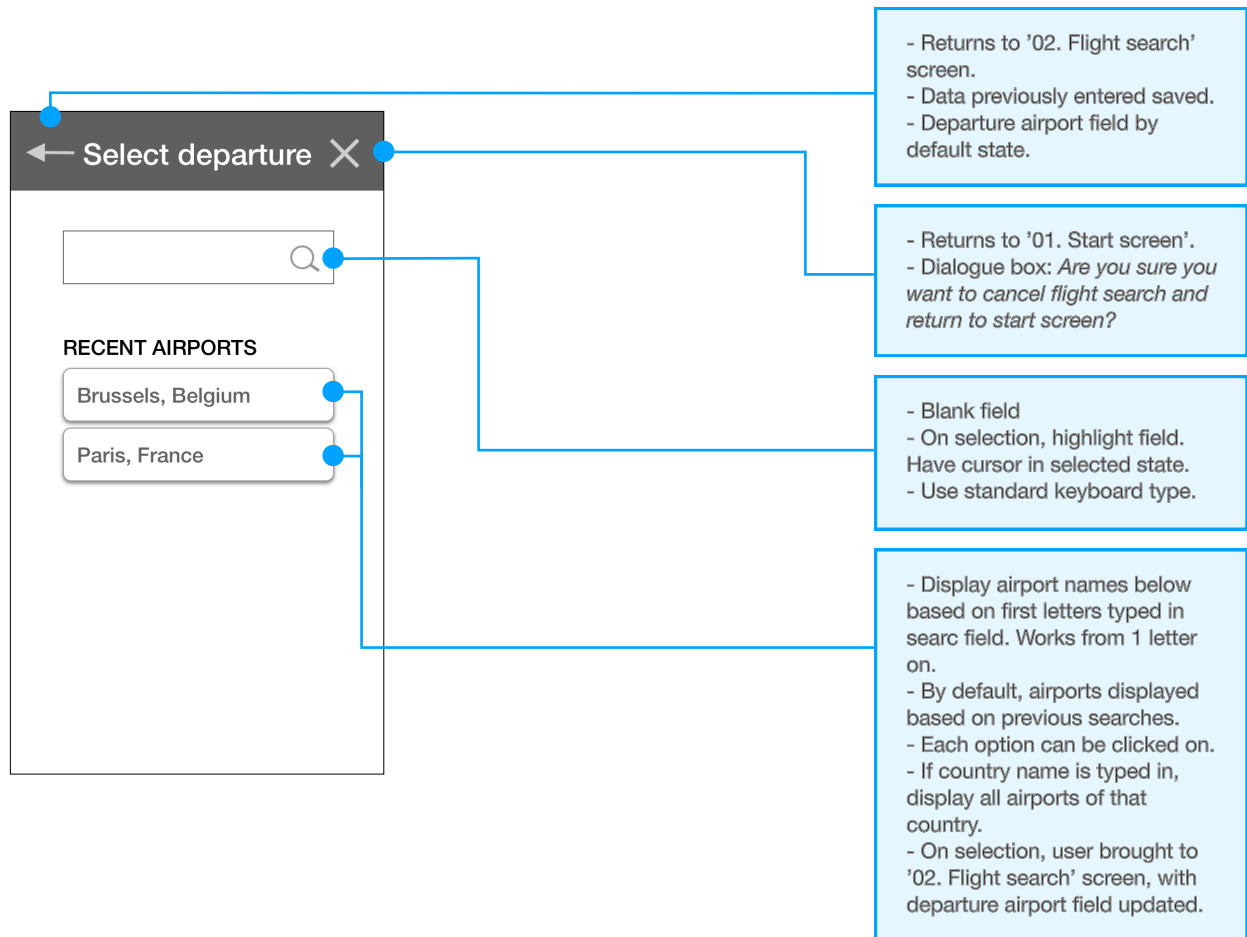 Select departure
RECENT AIRPORTS
Brussels, Belgium
Paris, France
- Returns to ’02. Flight search’
screen.
- Data previously entered saved.
- Departure airport field by
default state.
- Returns to ’01. Start screen’.
- Dialogue box: Are you sure you
want to cancel flight search and
return to start screen?
- Blank field
- On selection, highlight field.
Have cursor in selected state.
- Use standard keyboard type.
- Display airport names below
based on first letters typed in
searc field. Works from 1 letter
on.
- By default, airports displayed
based on previous searches.
- Each option can be clicked on.
- If country name is typed in,
display all airports of that
country.
- On selection, user brought to
’02. Flight search’ screen, with
departure airport field updated.